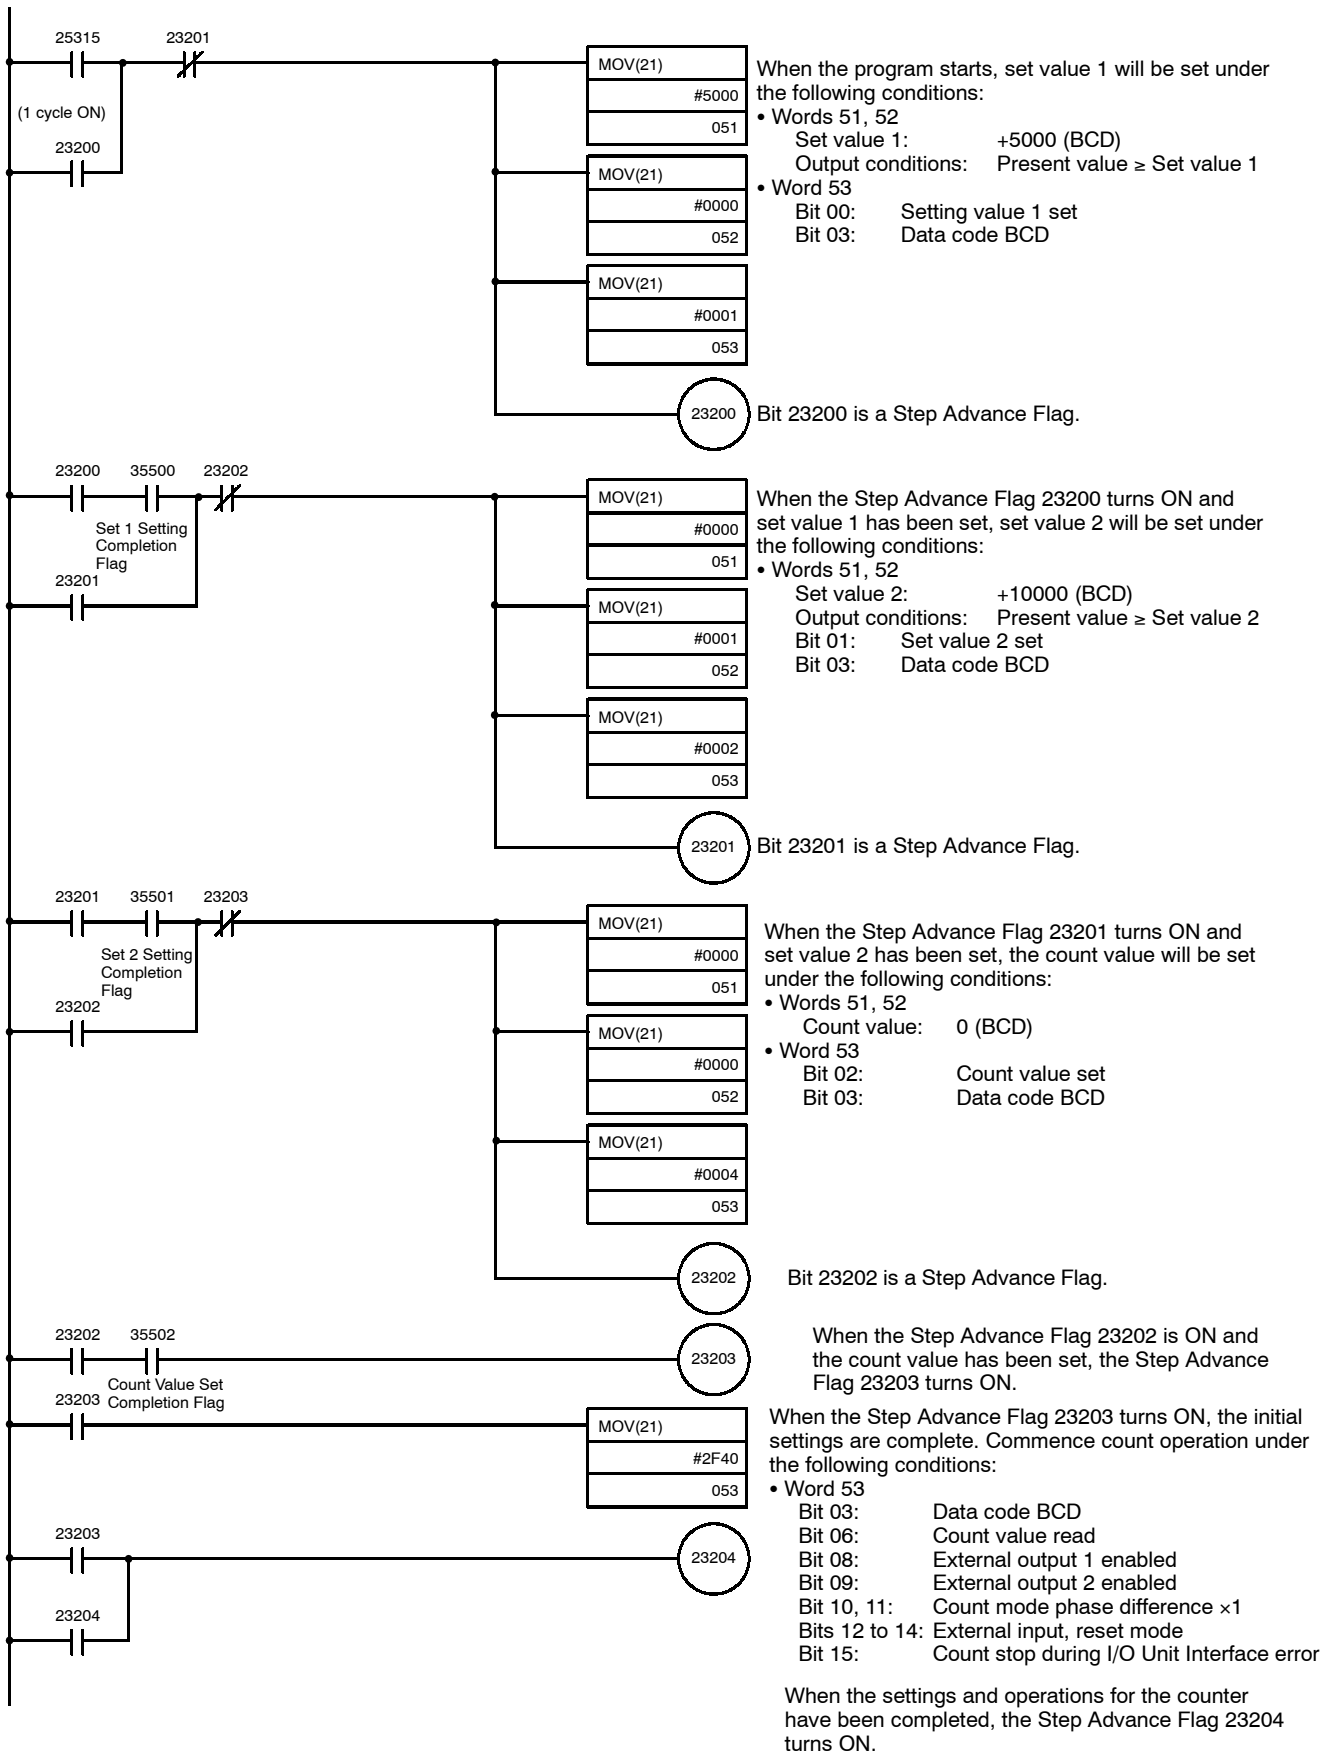 25315 23201
(1 cycle ON)
23200
MOV(21)
#5000
051
MOV(21)
#0000
052
MOV(21)
#0001
053
23200
When the program starts, set value 1 will be set under
the following conditions:
• Words 51, 52
Set value 1: +5000 (BCD)
Output conditions: Present value ≥ Set value 1
• Word 53
Bit 00: Setting value 1 set
Bit 03: Data code BCD
Bit 23200 is a Step Advance Flag.
23200 35500 23202
Set 1 Setting
Completion
Flag
23201
MOV(21)
#0000
051
MOV(21)
#0001
052
MOV(21)
#0002
053
23201
When the Step Advance Flag 23200 turns ON and
set value 1 has been set, set value 2 will be set under
the following conditions:
• Words 51, 52
Set value 2: +10000 (BCD)
Output conditions: Present value ≥ Set value 2
Bit 01: Set value 2 set
Bit 03: Data code BCD
Bit 23201 is a Step Advance Flag.
23201 35501 23203
Set 2 Setting
Completion
Flag
23202
MOV(21)
#0000
051
MOV(21)
#0000
052
MOV(21)
#0004
053
23202
When the Step Advance Flag 23201 turns ON and
set value 2 has been set, the count value will be set
under the following conditions:
• Words 51, 52
Count value: 0 (BCD)
• Word 53
Bit 02: Count value set
Bit 03: Data code BCD
Bit 23202 is a Step Advance Flag.
23202 35502
Count Value Set
Completion Flag
23203
When the Step Advance Flag 23202 is ON and
the count value has been set, the Step Advance
Flag 23203 turns ON.
23203
MOV(21)
#2F40
053
When the Step Advance Flag 23203 turns ON, the initial
settings are complete. Commence count operation under
the following conditions:
• Word 53
Bit 03: Data code BCD
Bit 06: Count value read
Bit 08: External output 1 enabled
Bit 09: External output 2 enabled
Bit 10, 11: Count mode phase difference ×1
Bits 12 to 14: External input, reset mode
Bit 15: Count stop during I/O Unit Interface error
23203
23204
23204
When the settings and operations for the counter
have been completed, the Step Advance Flag 23204
turns ON.